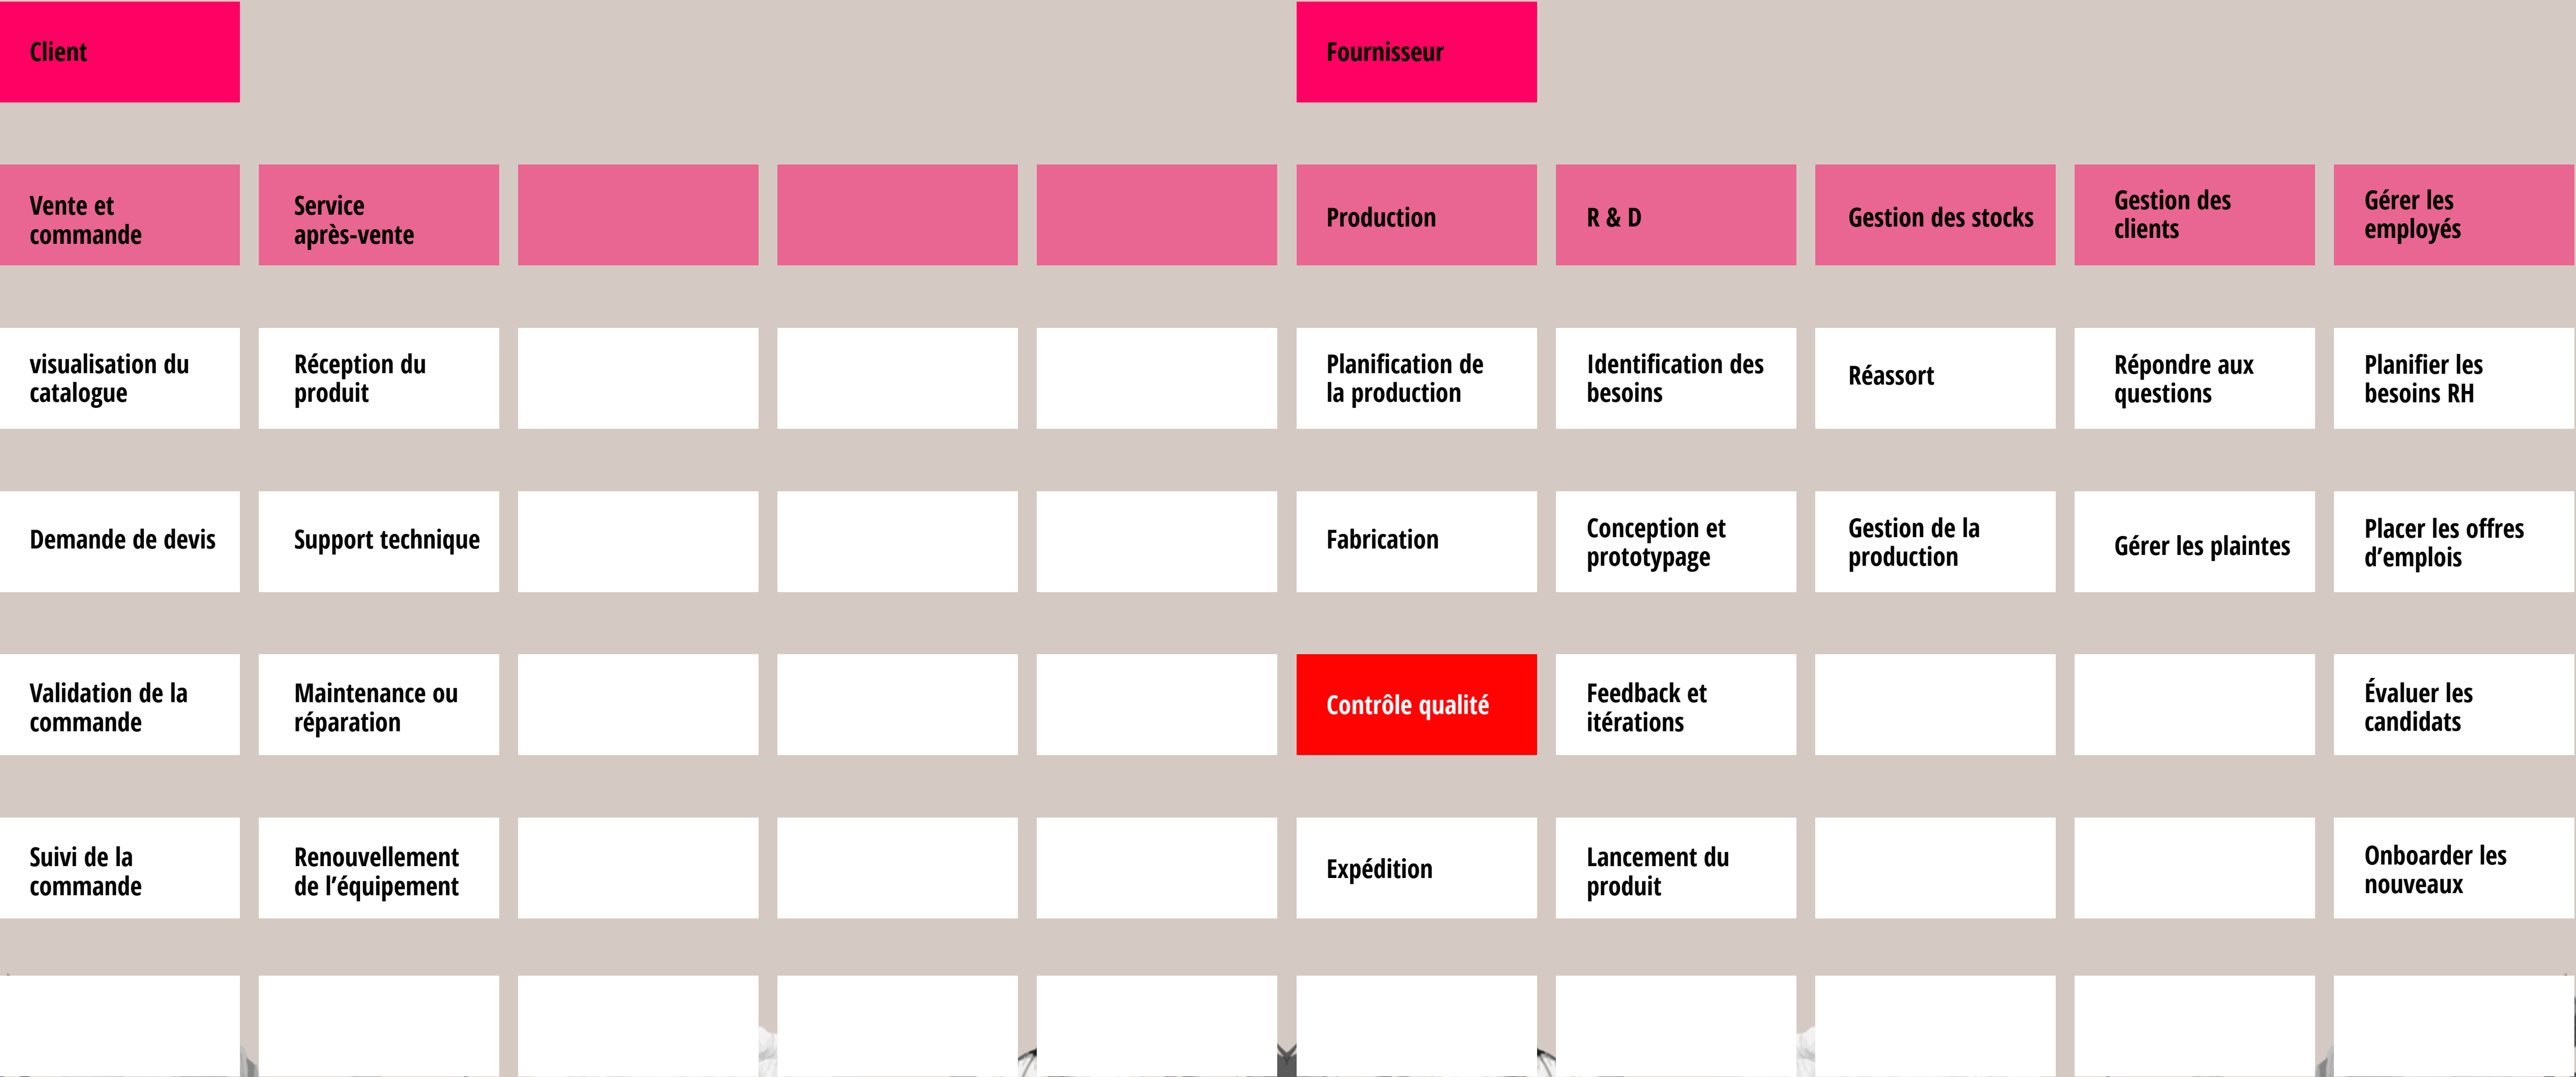 Client
Fournisseur
Vente et
commande
Service
après-vente
Production
R & D
Gestion des stocks
Gestion des
clients
Gérer les
employés
visualisation du
catalogue
Réception du
produit
Planification de
la production
Identification des
besoins
Réassort
Répondre aux
questions
Planifier les
besoins RH
Demande de devis
Support technique
Fabrication
Conception et
prototypage
Gestion de la
production
Gérer les plaintes
Placer les offres
d’emplois
Validation de la
commande
Maintenance ou
réparation
Contrôle qualité
Feedback et
itérations
Évaluer les
candidats
Suivi de la
commande
Renouvellement
de l’équipement
Expédition
Lancement du
produit
Onboarder les
nouveaux